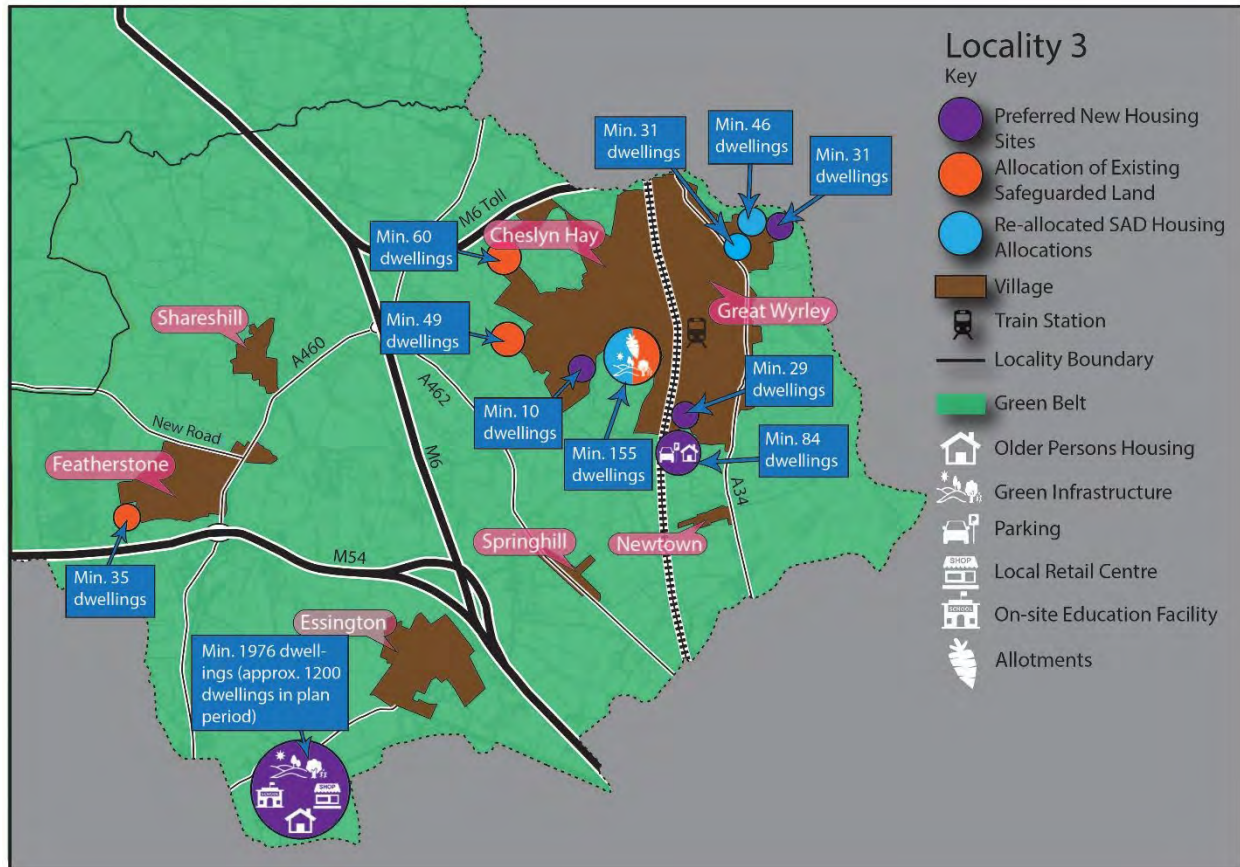 Locality 3
Key
Preferred New Housing
Sites
Allocation of Existing
Safeguarded Land
Re-allocated SAD Housing
Allocations
Village
Train Station
Locality Boundary
Green Belt
Older Persons Housing
Green Infrastructure
Parking
SHOP
Local Retail Centre
SCHOOL
On-site Education Facility
Allotments
Min. 31
dwellings
Min. 46
dwellings
Min. 31
dwellings
M6 Toll
Cheslyn Hay
Min. 60
dwellings
Great Wyrley
Shareshill
A460
Min. 49
dwellings
A462
Min. 29
dwellings
Min. 10
dwellings
Min. 155
dwellings
Min. 84
dwellings
P
New Road
Featherstone
M6
A34
Newtown
Springhill
M54
Min. 35
dwellings
Essington
Min. 1976 dwell-
ings (approx. 1200
dwellings in plan
period)
SHOP
SCHOOL